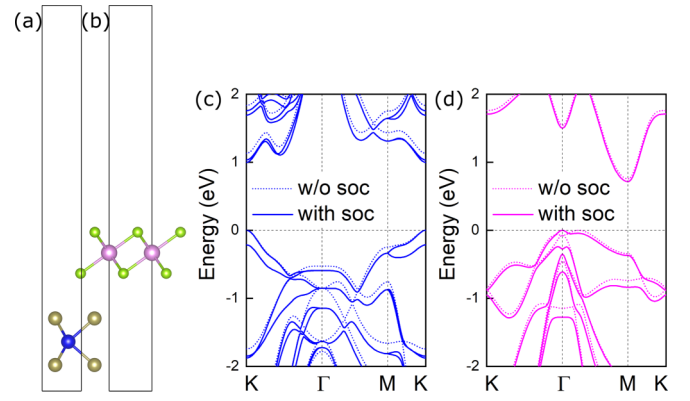 (a)
(b)
(c)
(d)
2
1
0
-1
-2
Energy (eV)
w/o soc
with soc
K
Γ
M
K
2
1
0
-1
-2
Energy (eV)
w/o soc
with soc
K
Γ
M
K